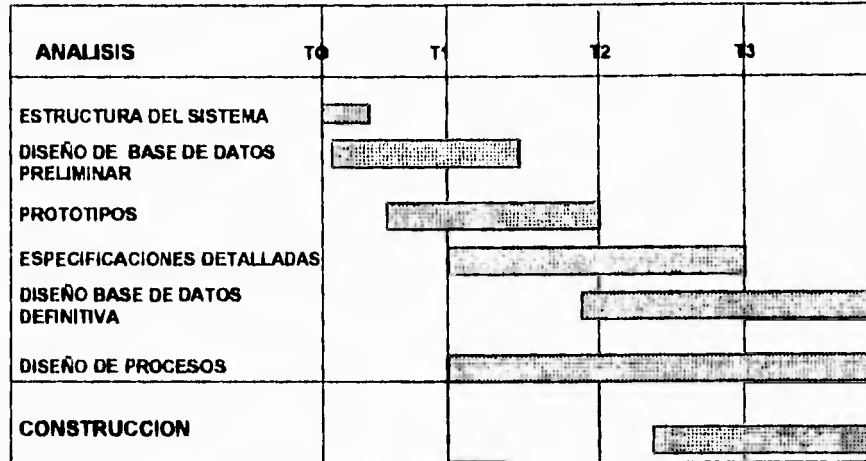 ANALISIS T0 T1 T2 T3
ESTRUCTURA DEL SISTEMA
DISEÑO DE BASE DE DATOS
PRELIMINAR
PROTOTIPOS
ESPECIFICACIONES DETALLADAS
DISEÑO BASE DE DATOS
DEFINITIVA
DISEÑO DE PROCESOS
CONSTRUCCION